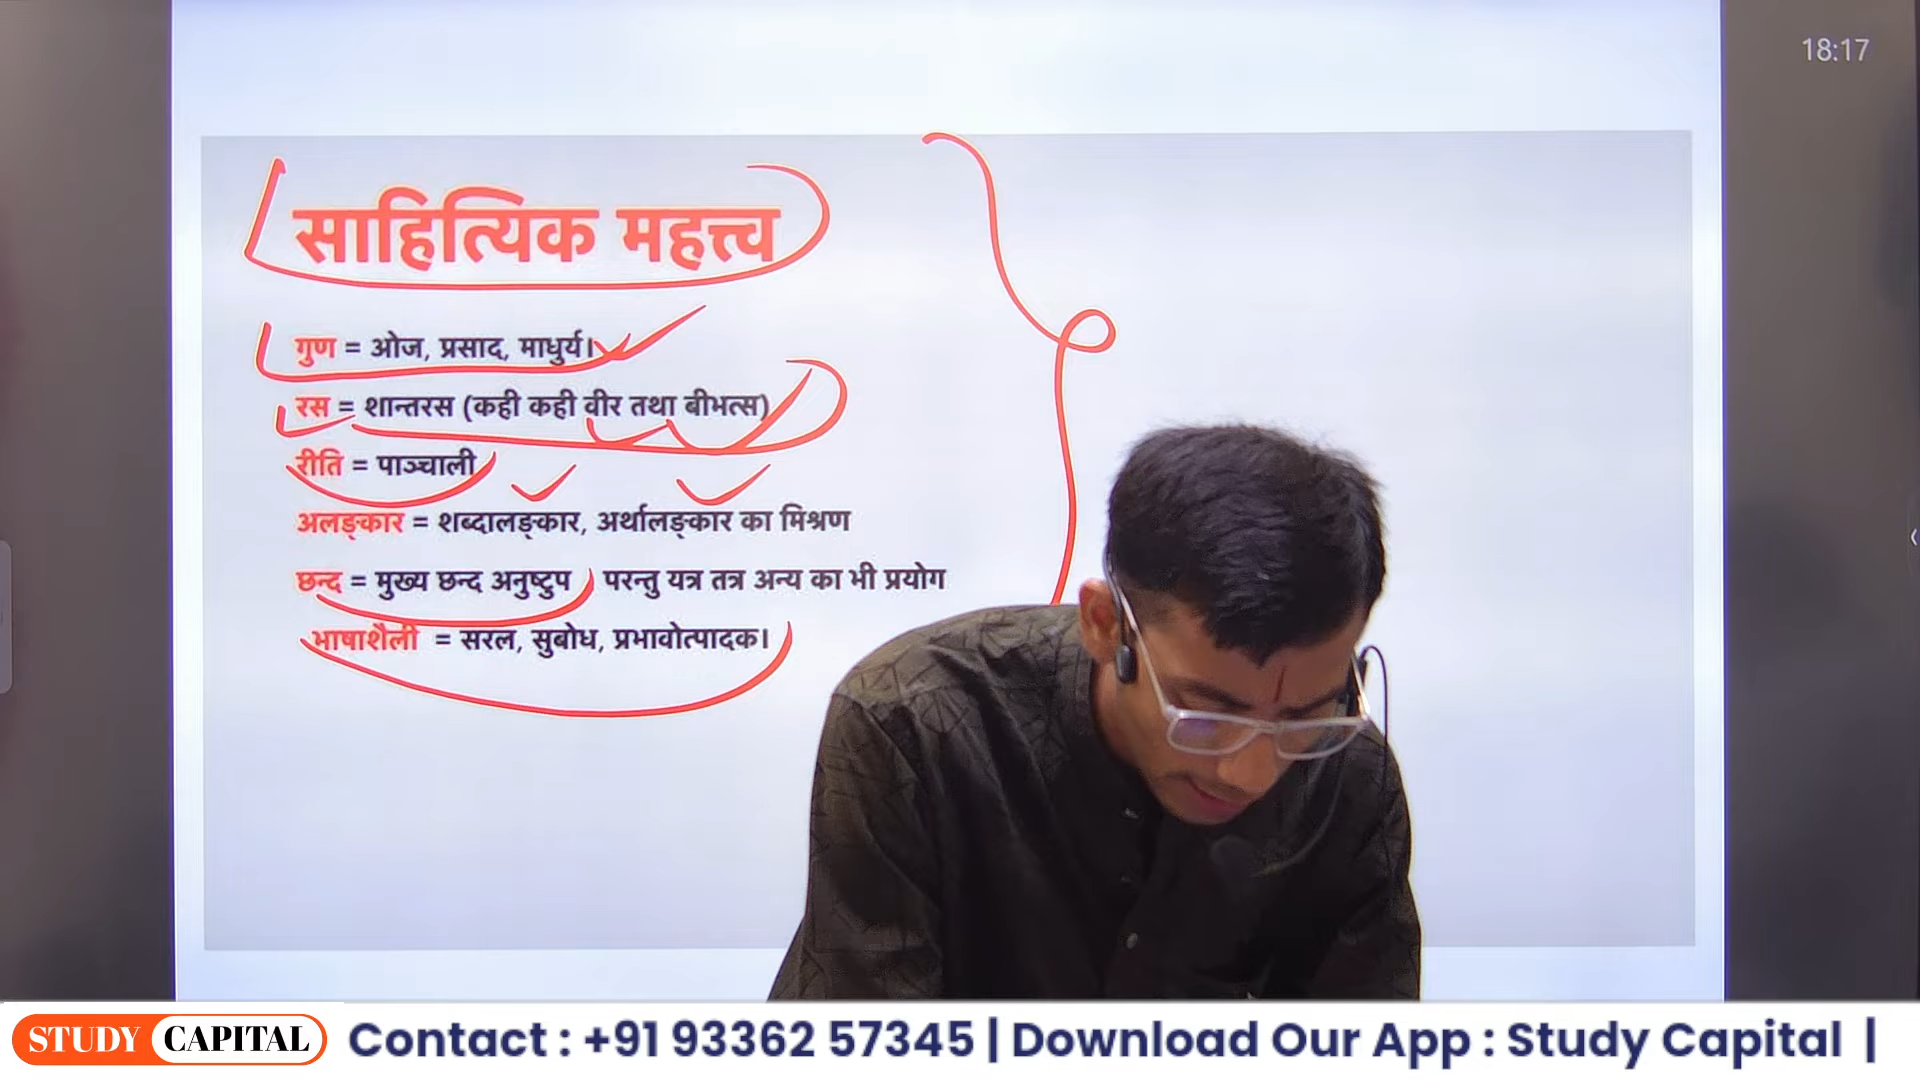 18:17
साहित्यिक महत्त्व
गुण = ओज, प्रसाद, माधुर्य।
रस = शान्तरस (कही कही वीर तथा बीभत्स)
रीति = पाञ्चाली
अलङ्कार = शब्दालङ्कार, अर्थालङ्कार का मिश्रण
छन्द = मुख्य छन्द अनुष्टुप परन्तु यत्र तत्र अन्य का भी प्रयोग
भाषाशैली = सरल, सुबोध, प्रभावोत्पादक।
STUDY CAPITAL Contact : +91 93362 57345 | Download Our App : Study Capital |